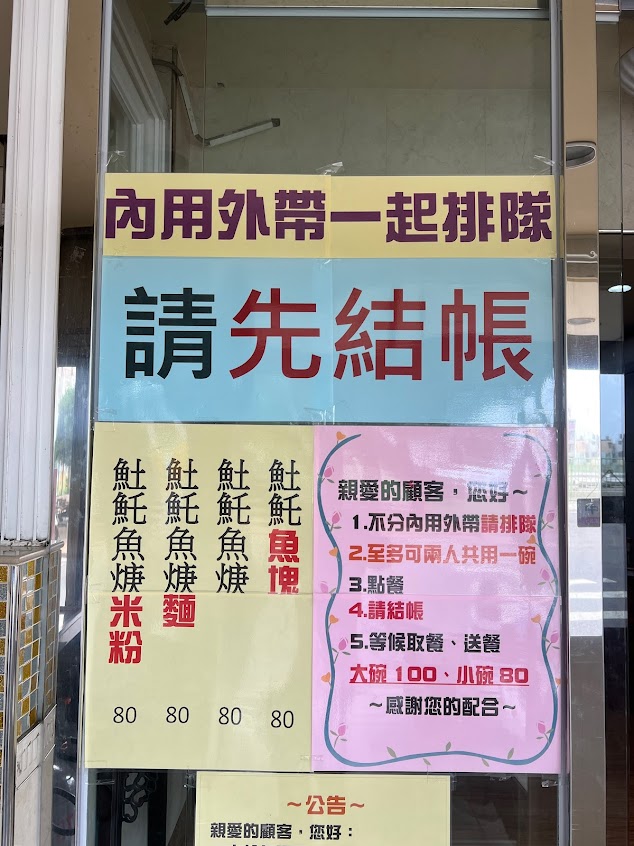 內用外帶一起排隊
請先結帳
䰽魠魚塊
80
䰽魠魚焿
80
䰽魠魚焿麵
80
䰽魠魚焿米粉
80
親愛的顧客，您好～
1.不分內用外帶請排隊
2.至多可兩人共用一碗
3.點餐
4.請結帳
5.等候取餐、送餐
大碗 100、小碗 80
～感謝您的配合～
～公告～
親愛的顧客，您好：